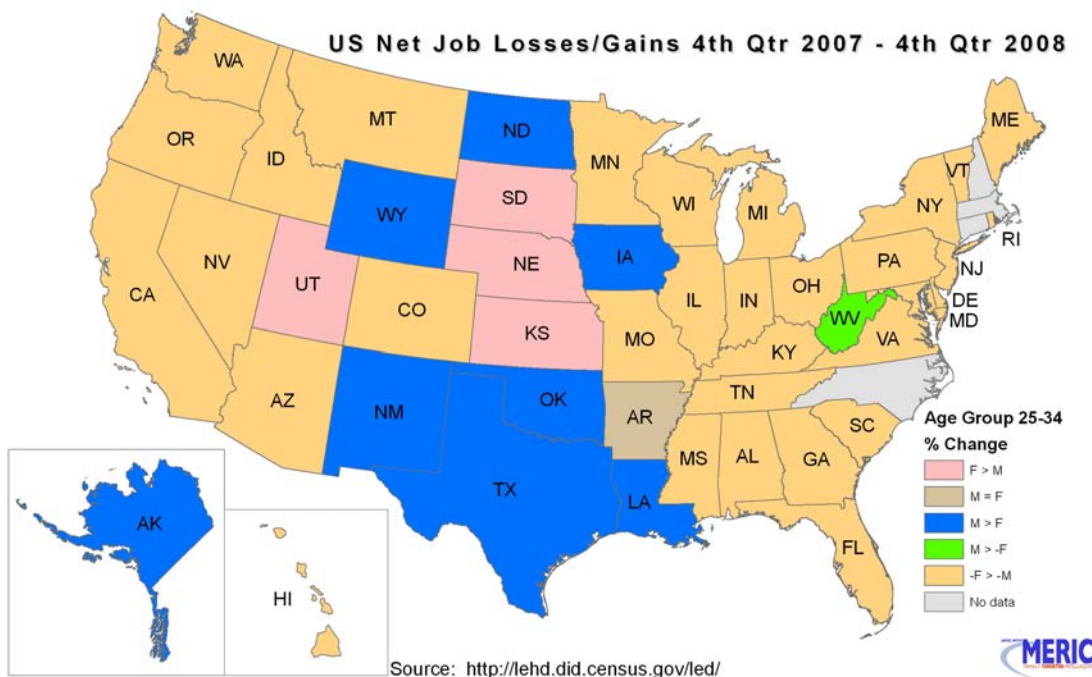 US Net Job Losses/Gains 4th Qtr 2007 - 4th Qtr 2008
WA
MT
ND
ME
OR
ID
MN
VT
SD
WI
NY
WY
MI
RI
NV
UT
NE
IA
PA
NJ
CA
CO
IL
IN
OH
DE
WV
MD
KS
MO
KY
VA
AZ
NM
OK
AR
TN
SC
MS
AL
GA
TX
LA
FL
AK
HI
Age Group 25-34
% Change
F > M
M = F
M > F
M > -F
-F > -M
No data
Source: http://lehd.did.census.gov/led/
MERIC